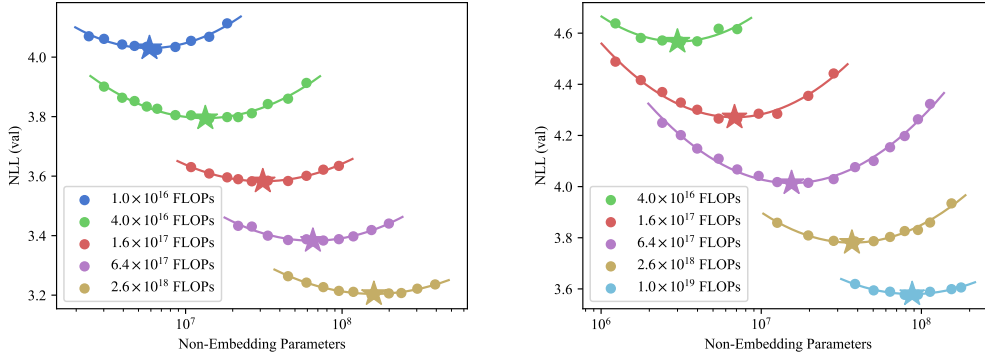 NLL (val)
4.0
3.8
3.6
3.4
3.2
1.0 × 10^16 FLOPs
4.0 × 10^16 FLOPs
1.6 × 10^17 FLOPs
6.4 × 10^17 FLOPs
2.6 × 10^18 FLOPs
10^7
10^8
Non-Embedding Parameters
NLL (val)
4.6
4.4
4.2
4.0
3.8
3.6
4.0 × 10^16 FLOPs
1.6 × 10^17 FLOPs
6.4 × 10^17 FLOPs
2.6 × 10^18 FLOPs
1.0 × 10^19 FLOPs
10^6
10^7
10^8
Non-Embedding Parameters